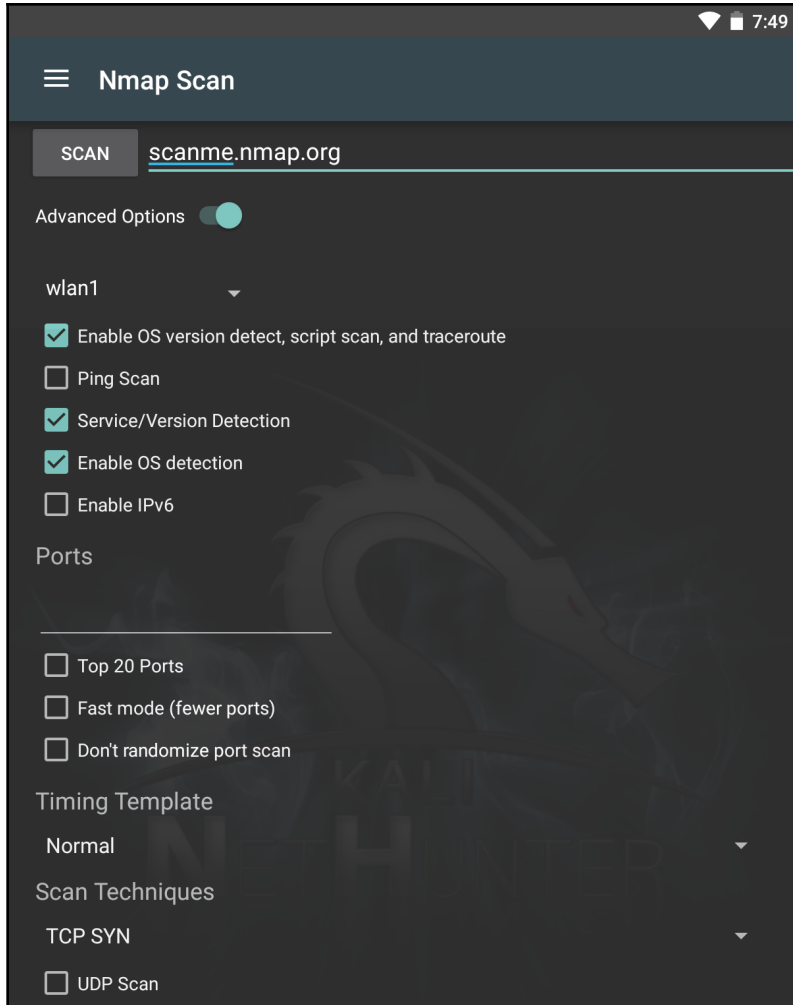 7:49
Nmap Scan
SCAN scanme.nmap.org
Advanced Options
wlan1
Enable OS version detect, script scan, and traceroute
Ping Scan
Service/Version Detection
Enable OS detection
Enable IPv6
Ports
Top 20 Ports
Fast mode (fewer ports)
Don't randomize port scan
KALI
Timing Template
Normal
NETHUNTER
Scan Techniques
TCP SYN
UDP Scan